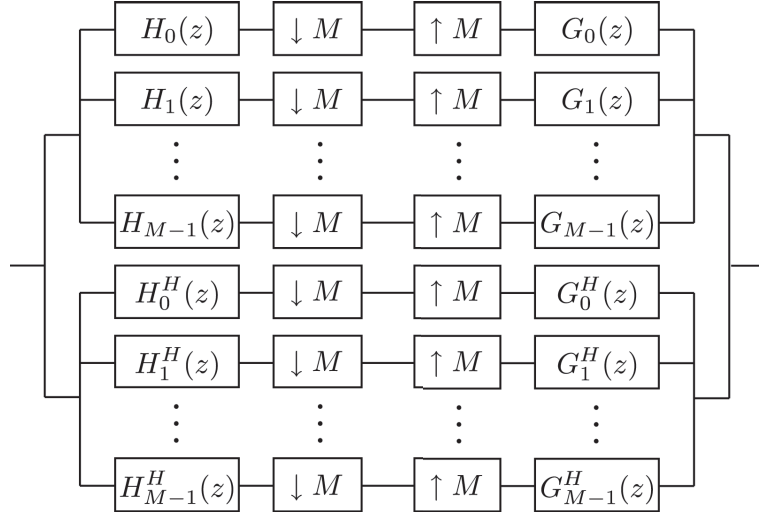 H_0(z) ↓ M ↑ M G_0(z)
H_1(z) ↓ M ↑ M G_1(z)
⋮ ⋮ ⋮ ⋮
H_{M−1}(z) ↓ M ↑ M G_{M−1}(z)
H_0^H(z) ↓ M ↑ M G_0^H(z)
H_1^H(z) ↓ M ↑ M G_1^H(z)
⋮ ⋮ ⋮ ⋮
H_{M−1}^H(z) ↓ M ↑ M G_{M−1}^H(z)